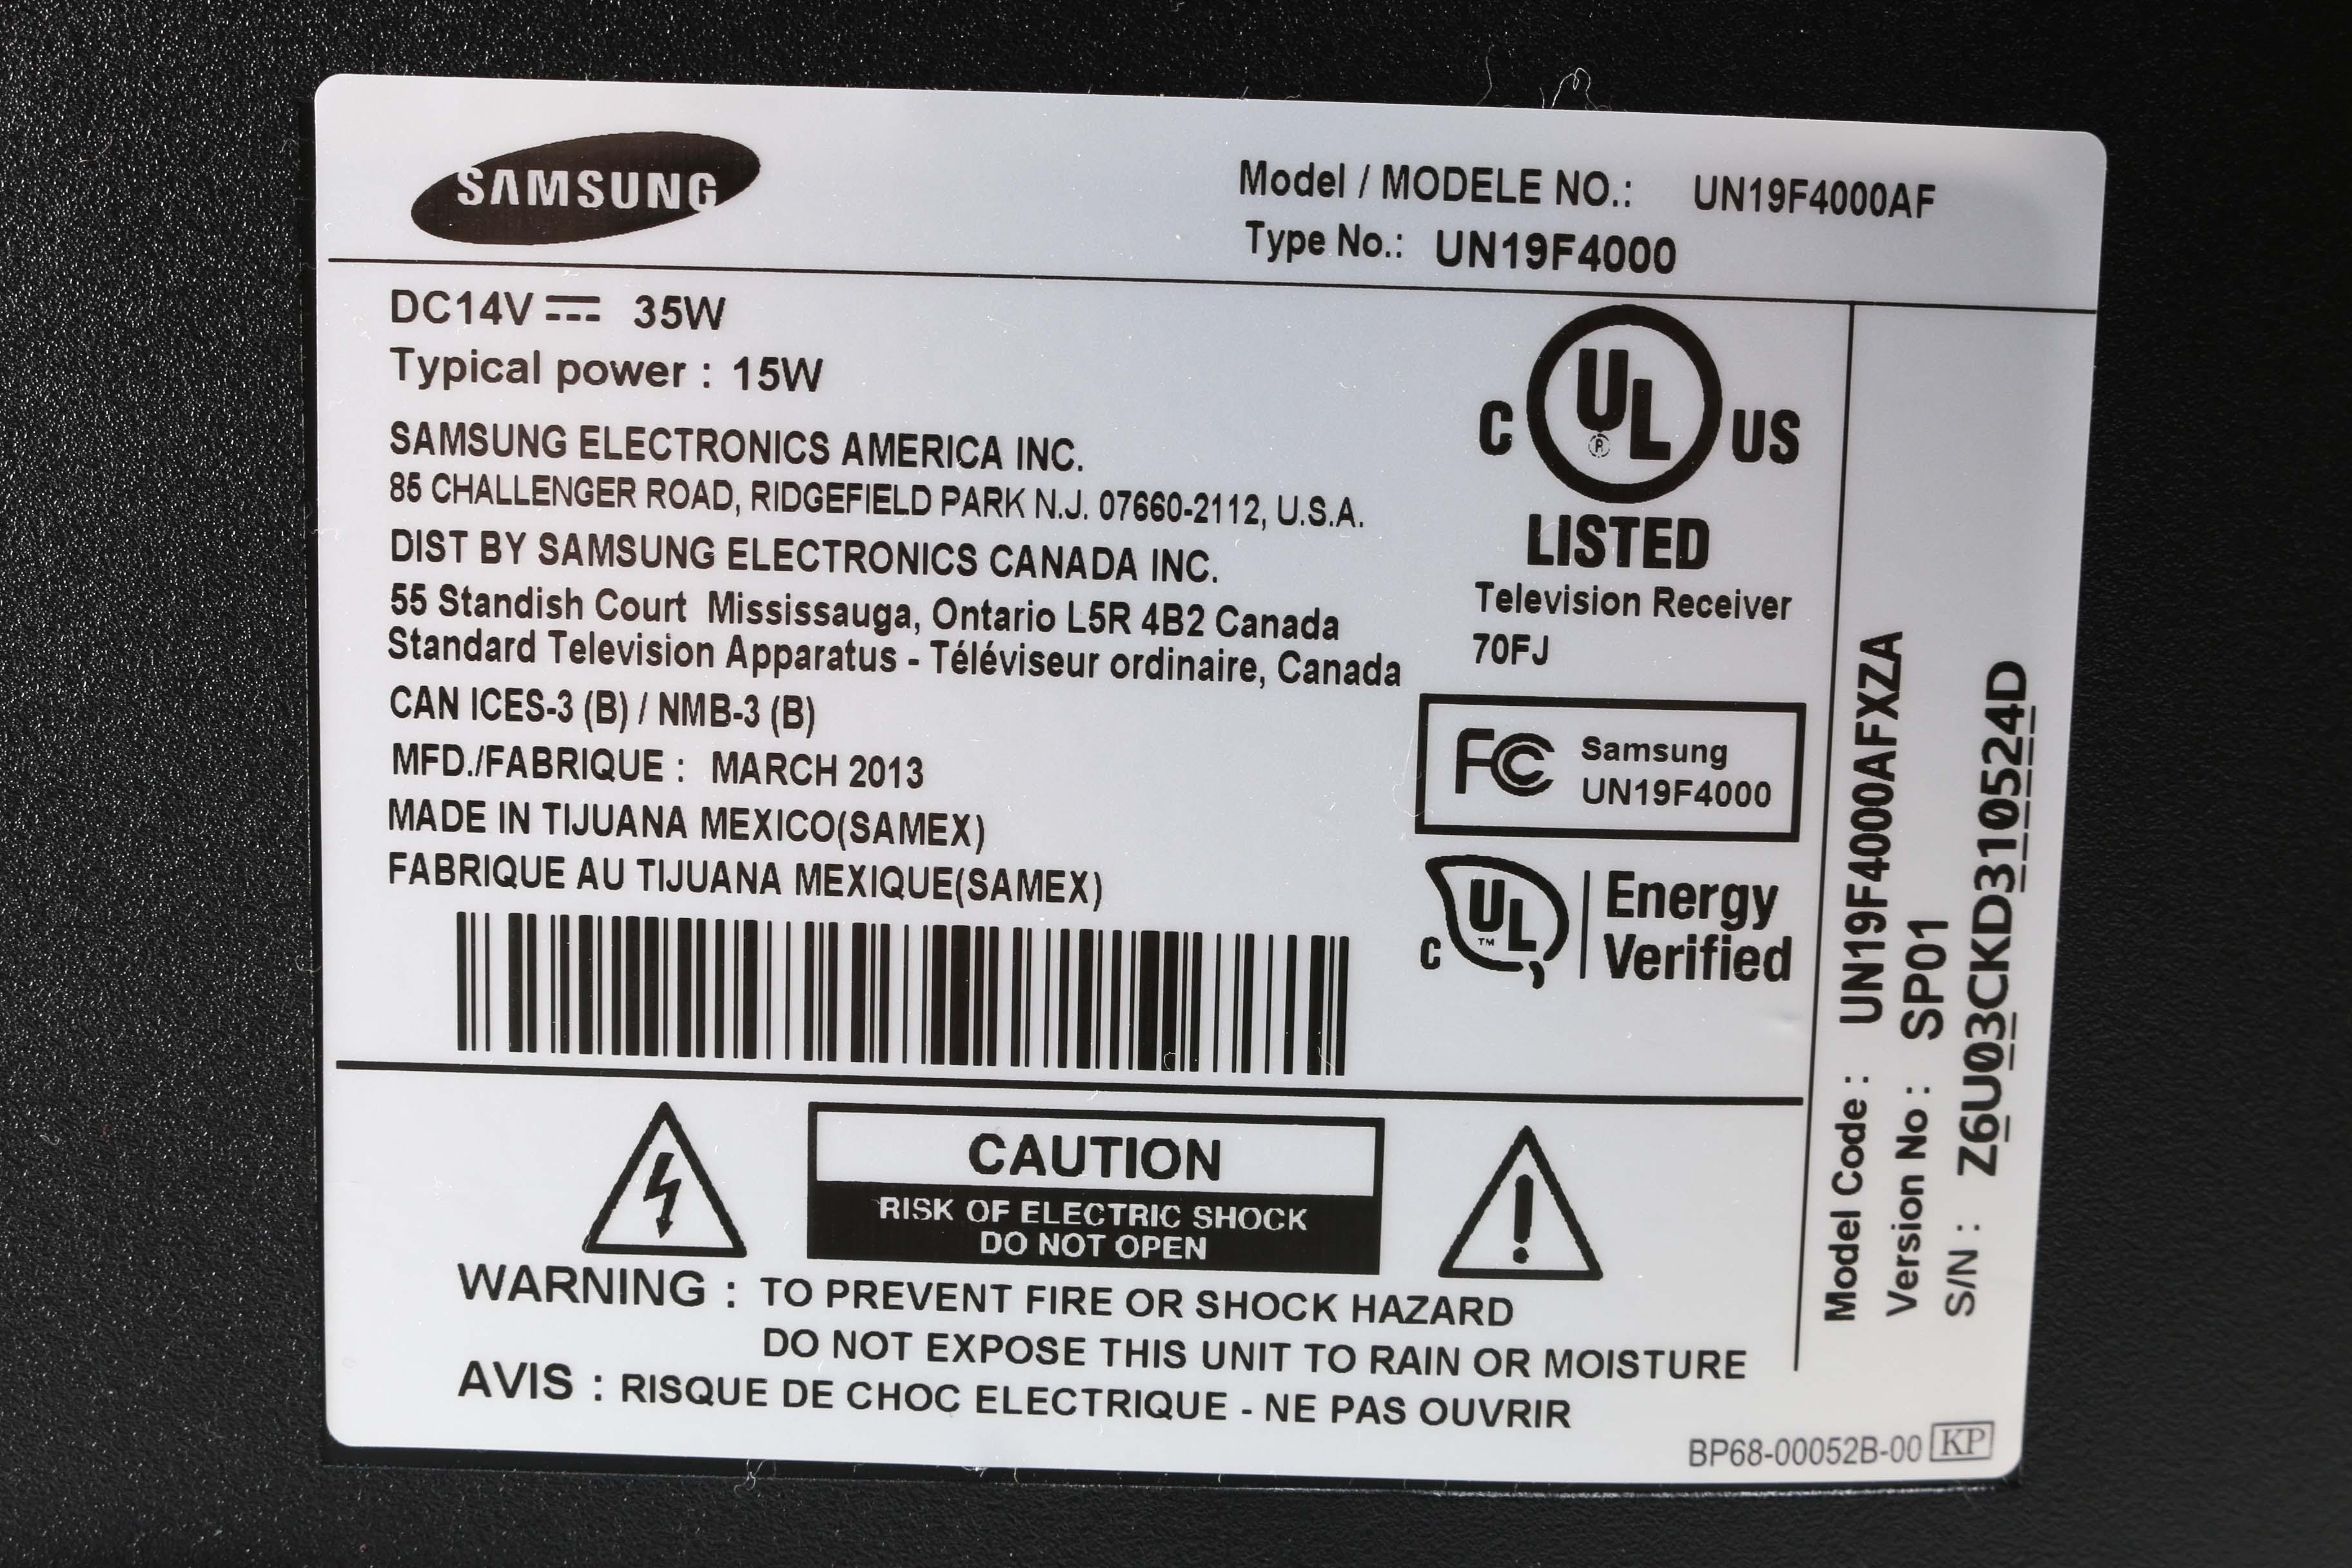 SAMSUNG
Model / MODELE NO.: UN19F4000AF
Type No.: UN19F4000
DC14V 35W
Typical power : 15W
SAMSUNG ELECTRONICS AMERICA INC.
85 CHALLENGER ROAD, RIDGEFIELD PARK N.J. 07660-2112, U.S.A.
DIST BY SAMSUNG ELECTRONICS CANADA INC.
55 Standish Court Mississauga, Ontario L5R 4B2 Canada
Standard Television Apparatus - Téléviseur ordinaire, Canada
CAN ICES-3 (B) / NMB-3 (B)
MFD./FABRIQUE : MARCH 2013
MADE IN TIJUANA MEXICO(SAMEX)
FABRIQUE AU TIJUANA MEXIQUE(SAMEX)
C UL ® US
LISTED
Television Receiver
70FJ
FC Samsung
UN19F4000
C UL ™ Energy
Verified
Model Code : UN19F4000AFXZA
Version No : SP01
S/N : Z6U03CKD310524D
CAUTION
RISK OF ELECTRIC SHOCK
DO NOT OPEN
WARNING : TO PREVENT FIRE OR SHOCK HAZARD
DO NOT EXPOSE THIS UNIT TO RAIN OR MOISTURE
AVIS : RISQUE DE CHOC ELECTRIQUE - NE PAS OUVRIR
BP68-00052B-00 KP